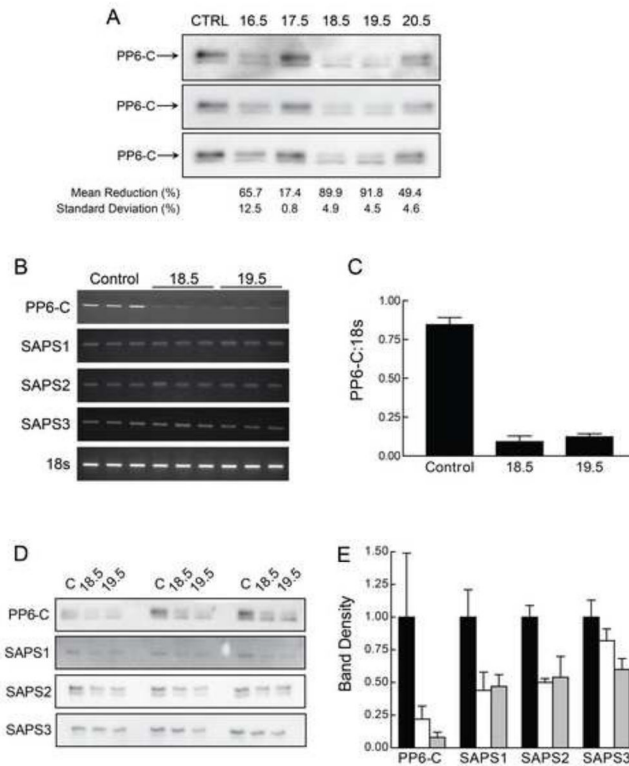 A
CTRL 16.5 17.5 18.5 19.5 20.5
PP6-C
PP6-C
PP6-C
Mean Reduction (%) 65.7 17.4 89.9 91.8 49.4
Standard Deviation (%) 12.5 0.8 4.9 4.5 4.6
B
Control 18.5 19.5
PP6-C
SAPS1
SAPS2
SAPS3
18s
C
PP6-C:18s
1.00
0.75
0.50
0.25
0.00
Control 18.5 19.5
D
C 18.5 19.5 C 18.5 19.5 C 18.5 19.5
PP6-C
SAPS1
SAPS2
SAPS3
E
Band Density
1.50
1.25
1.00
0.75
0.50
0.25
0.00
PP6-C SAPS1 SAPS2 SAPS3